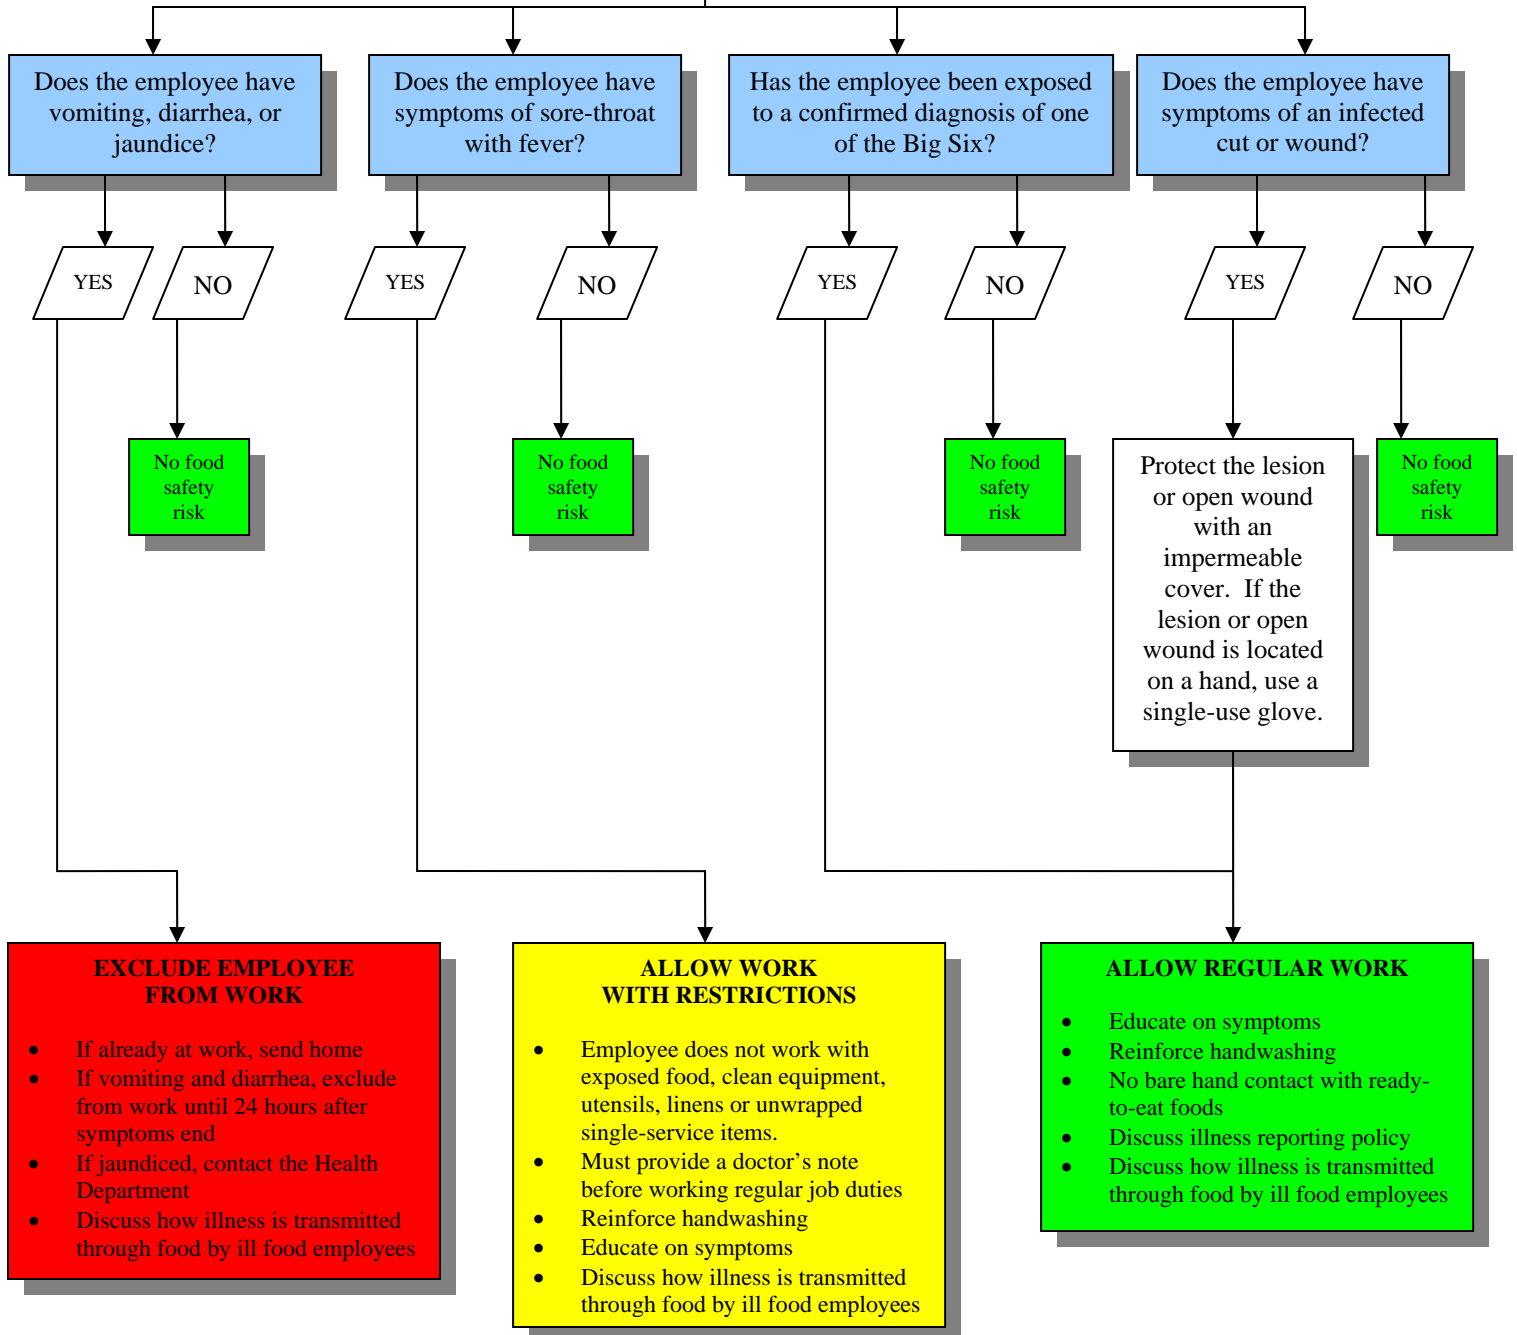 Does the employee have
vomiting, diarrhea, or
jaundice?
Does the employee have
symptoms of sore-throat
with fever?
Has the employee been exposed
to a confirmed diagnosis of one
of the Big Six?
Does the employee have
symptoms of an infected
cut or wound?
YES
NO
YES
NO
YES
NO
YES
NO
No food
safety
risk
No food
safety
risk
No food
safety
risk
Protect the lesion
or open wound
with an
impermeable
cover.  If the
lesion or open
wound is located
on a hand, use a
single-use glove.
No food
safety
risk
EXCLUDE EMPLOYEE
FROM WORK
• If already at work, send home
• If vomiting and diarrhea, exclude
from work until 24 hours after
symptoms end
• If jaundiced, contact the Health
Department
• Discuss how illness is transmitted
through food by ill food employees
ALLOW WORK
WITH RESTRICTIONS
• Employee does not work with
exposed food, clean equipment,
utensils, linens or unwrapped
single-service items.
• Must provide a doctor’s note
before working regular job duties
• Reinforce handwashing
• Educate on symptoms
• Discuss how illness is transmitted
through food by ill food employees
ALLOW REGULAR WORK
• Educate on symptoms
• Reinforce handwashing
• No bare hand contact with ready-
to-eat foods
• Discuss illness reporting policy
• Discuss how illness is transmitted
through food by ill food employees